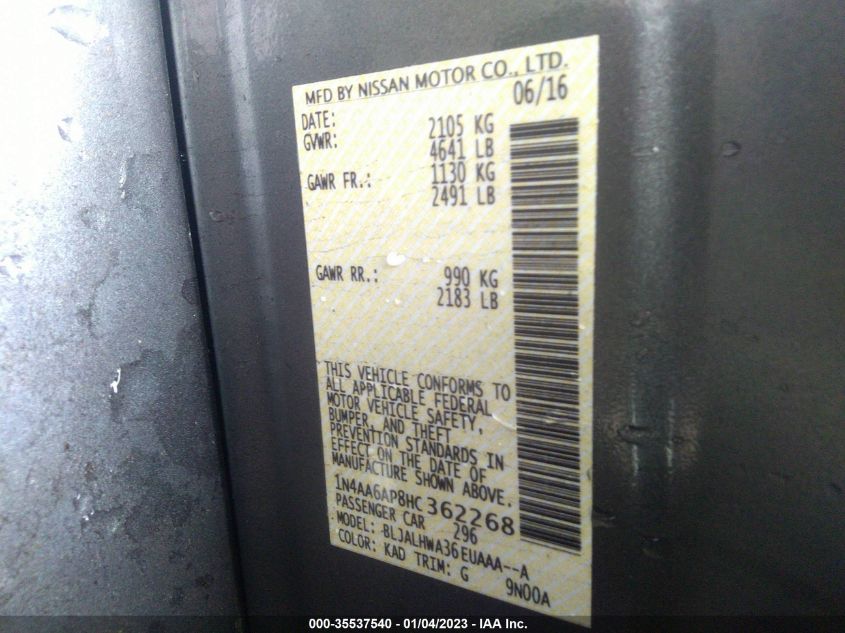 MFD BY NISSAN MOTOR CO., LTD.
DATE: 06/16
GVWR: 2105 KG
4641 LB
GAWR FR.: 1130 KG
2491 LB
GAWR RR.: 990 KG
2183 LB
THIS VEHICLE CONFORMS TO
ALL APPLICABLE FEDERAL
MOTOR VEHICLE SAFETY,
BUMPER, AND THEFT
PREVENTION STANDARDS IN
EFFECT ON THE DATE OF
MANUFACTURE SHOWN ABOVE.
1N4AA6AP8HC362268
PASSENGER CAR 296
MODEL: BLJALHWA36EUAAA--A
COLOR: KAD TRIM: G 9N00A
000-35537540 - 01/04/2023 - IAA Inc.